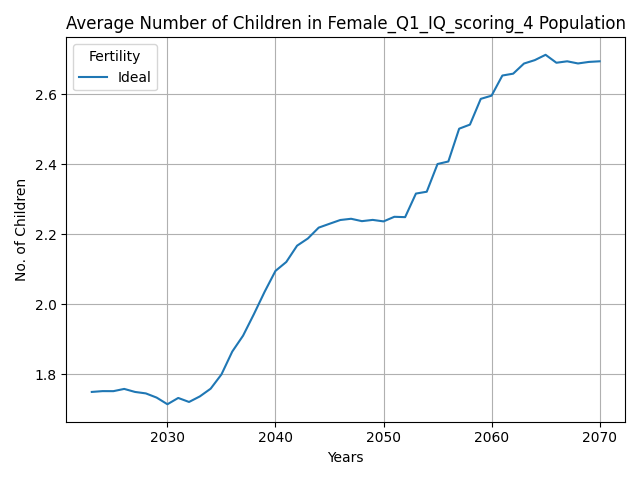 Average Number of Children in Female_Q1_IQ_scoring_4 Population
Fertility
Ideal
No. of Children
2.6
2.4
2.2
2.0
1.8
2030 2040 2050 2060 2070
Years